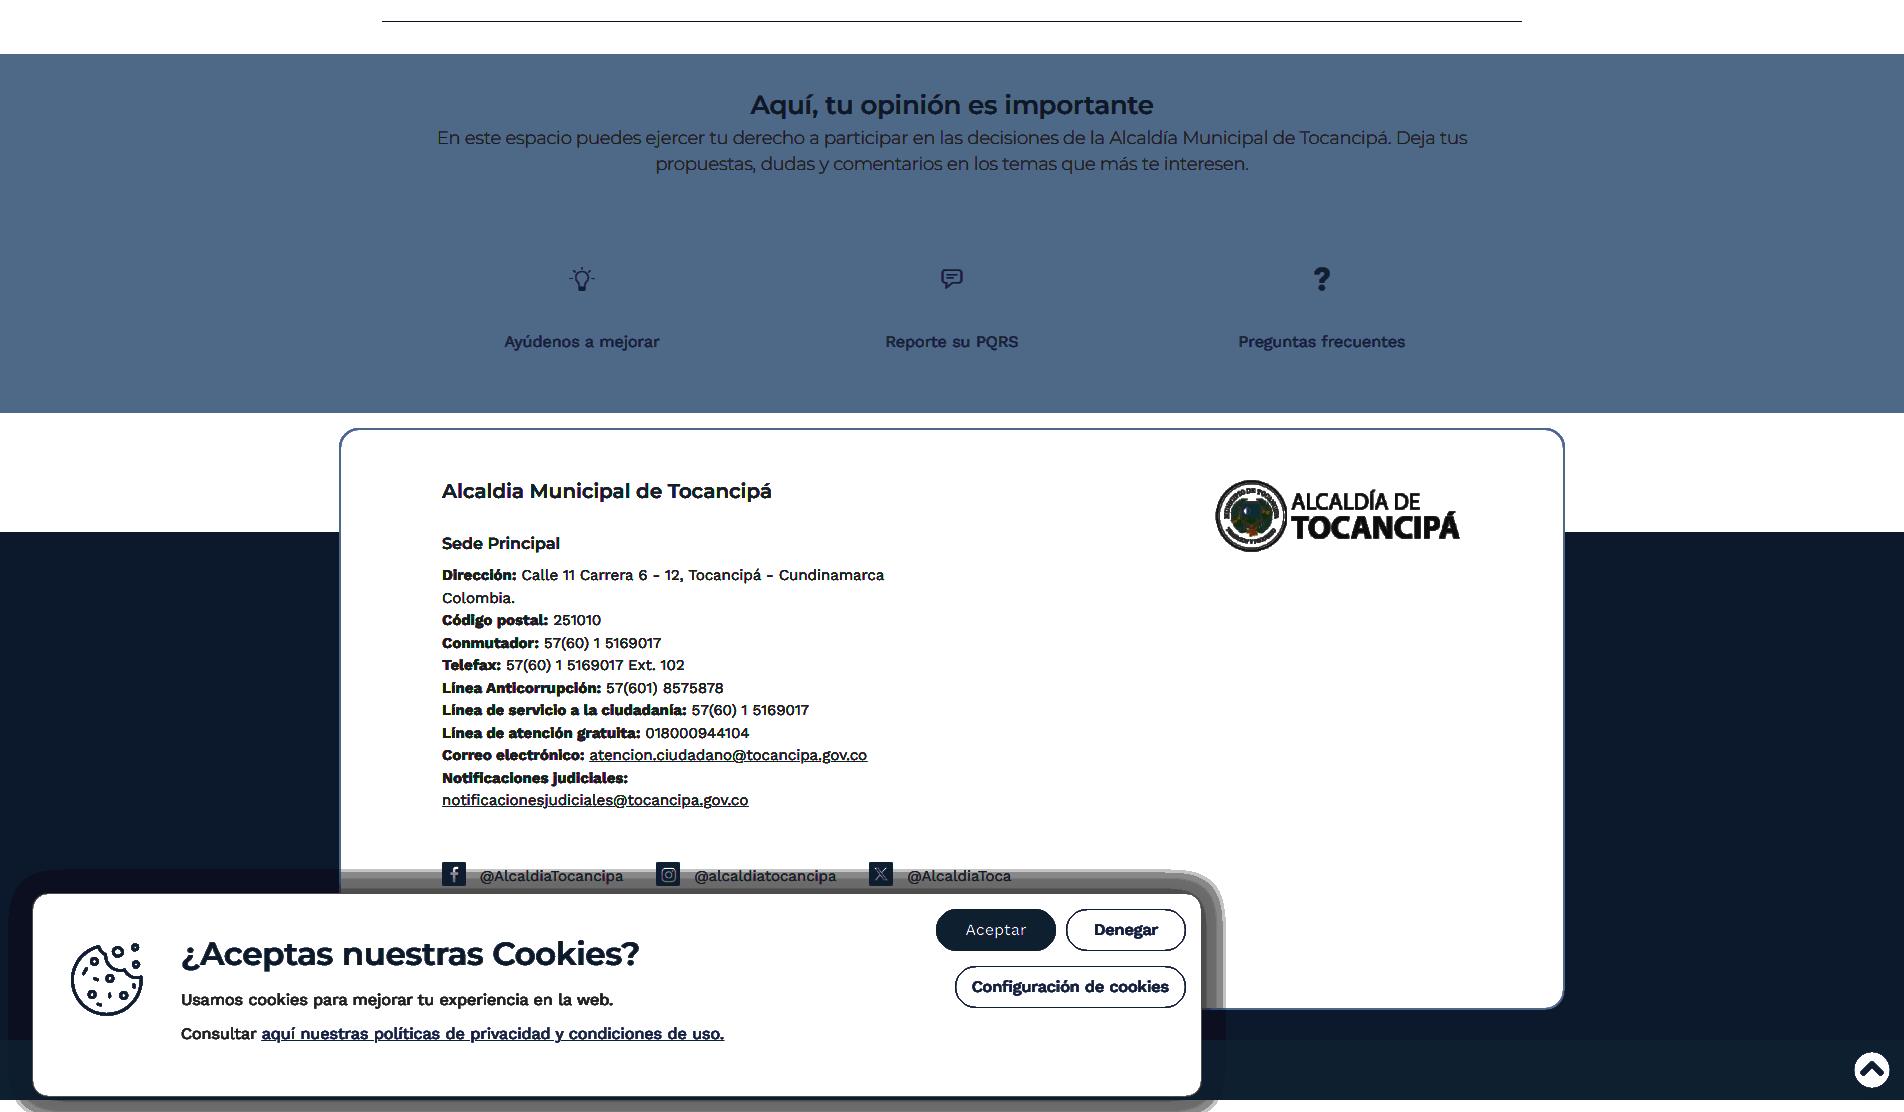 Aquí, tu opinión es importante
En este espacio puedes ejercer tu derecho a participar en las decisiones de la Alcaldía Municipal de Tocancipá. Deja tus
propuestas, dudas y comentarios en los temas que más te interesen.
Ayúdenos a mejorar
Reporte su PQRS
Preguntas frecuentes
Alcaldia Municipal de Tocancipá
ALCALDÍA DE
TOCANCIPÁ
Sede Principal
Dirección: Calle 11 Carrera 6 - 12, Tocancipá - Cundinamarca
Colombia.
Código postal: 251010
Conmutador: 57(60) 1 5169017
Telefax: 57(60) 1 5169017 Ext. 102
Línea Anticorrupción: 57(601) 8575878
Línea de servicio a la ciudadanía: 57(60) 1 5169017
Línea de atención gratuita: 018000944104
Correo electrónico: atencion.ciudadano@tocancipa.gov.co
Notificaciones judiciales:
notificacionesjudiciales@tocancipa.gov.co
@AlcaldiaTocancipa
@alcaldiatocancipa
@AlcaldiaToca
¿Aceptas nuestras Cookies?
Usamos cookies para mejorar tu experiencia en la web.
Consultar aquí nuestras políticas de privacidad y condiciones de uso.
Aceptar
Denegar
Configuración de cookies